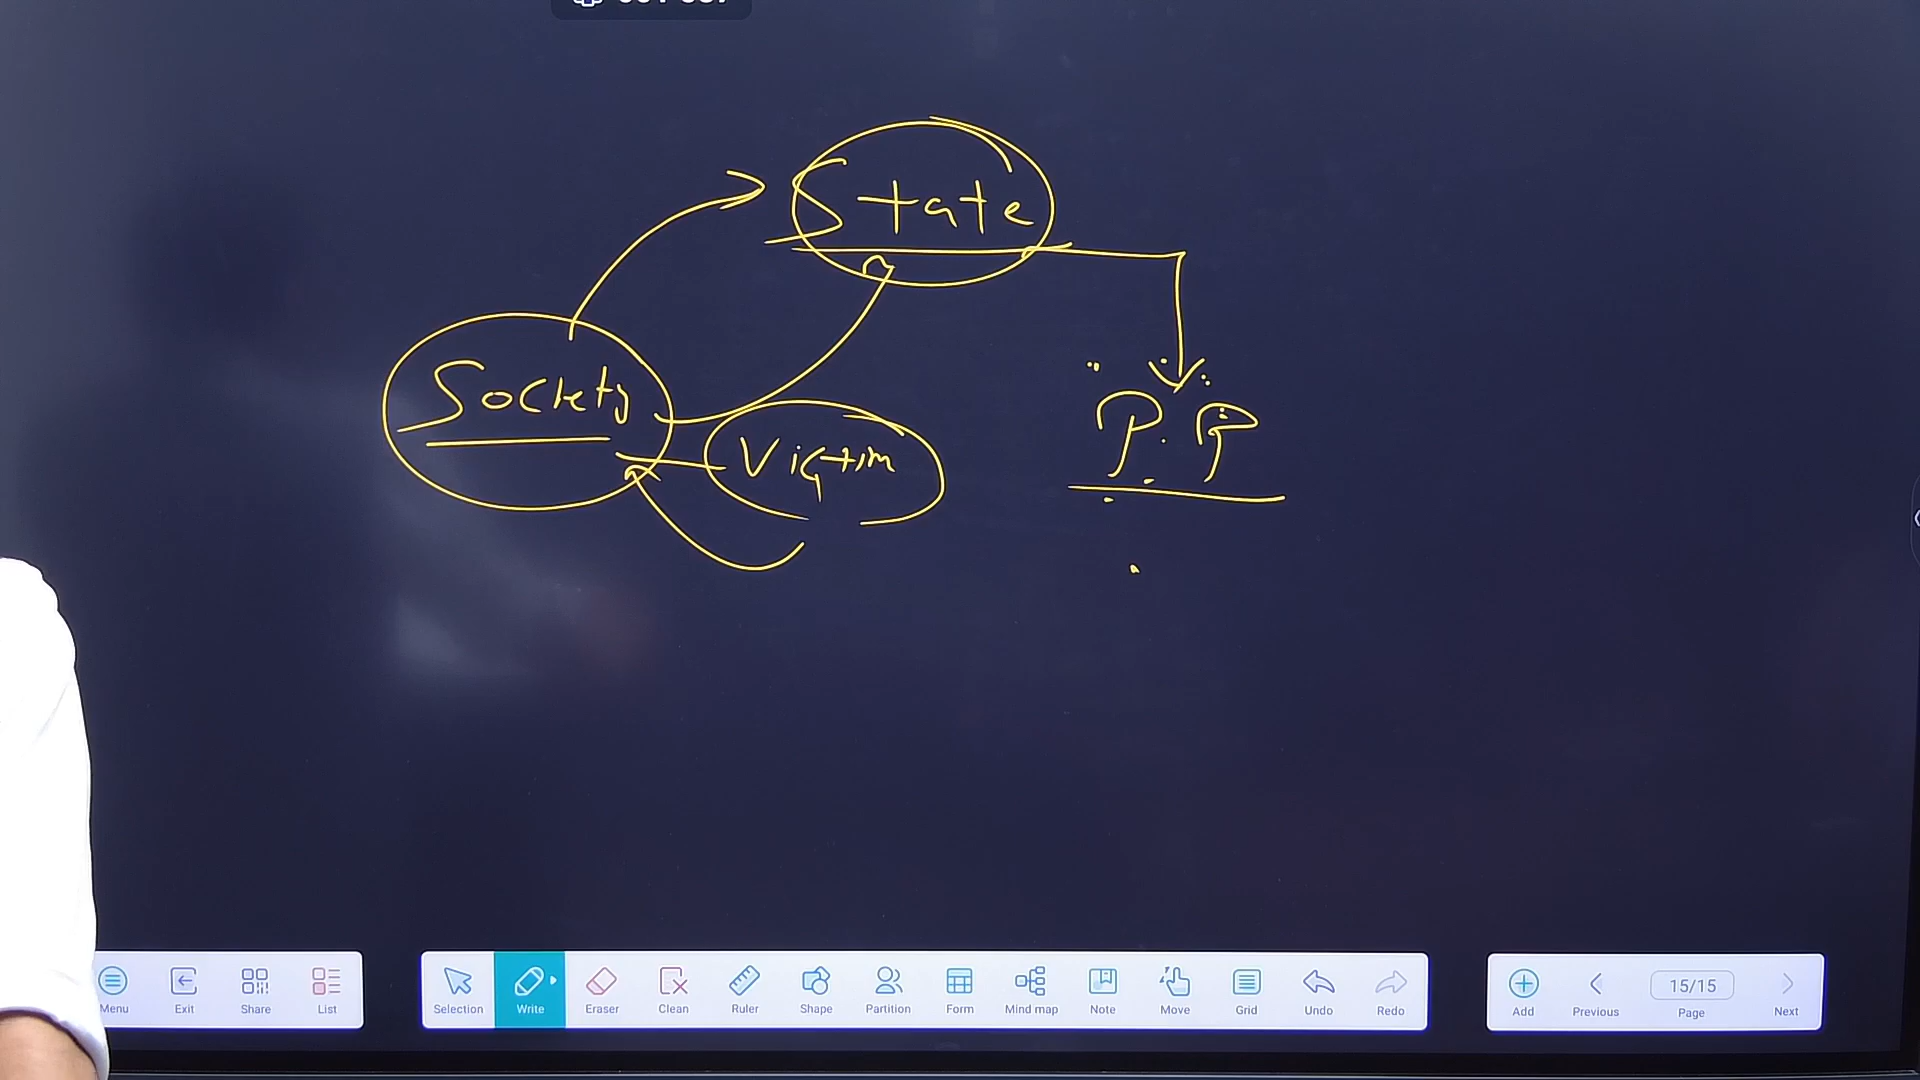 State
Society
Victim
P.P
Menu
Exit
Share
List
Selection
Write
Eraser
Clean
Ruler
Shape
Partition
Form
Mind map
Note
Move
Grid
Undo
Redo
Add
Previous
15/15
Page
Next